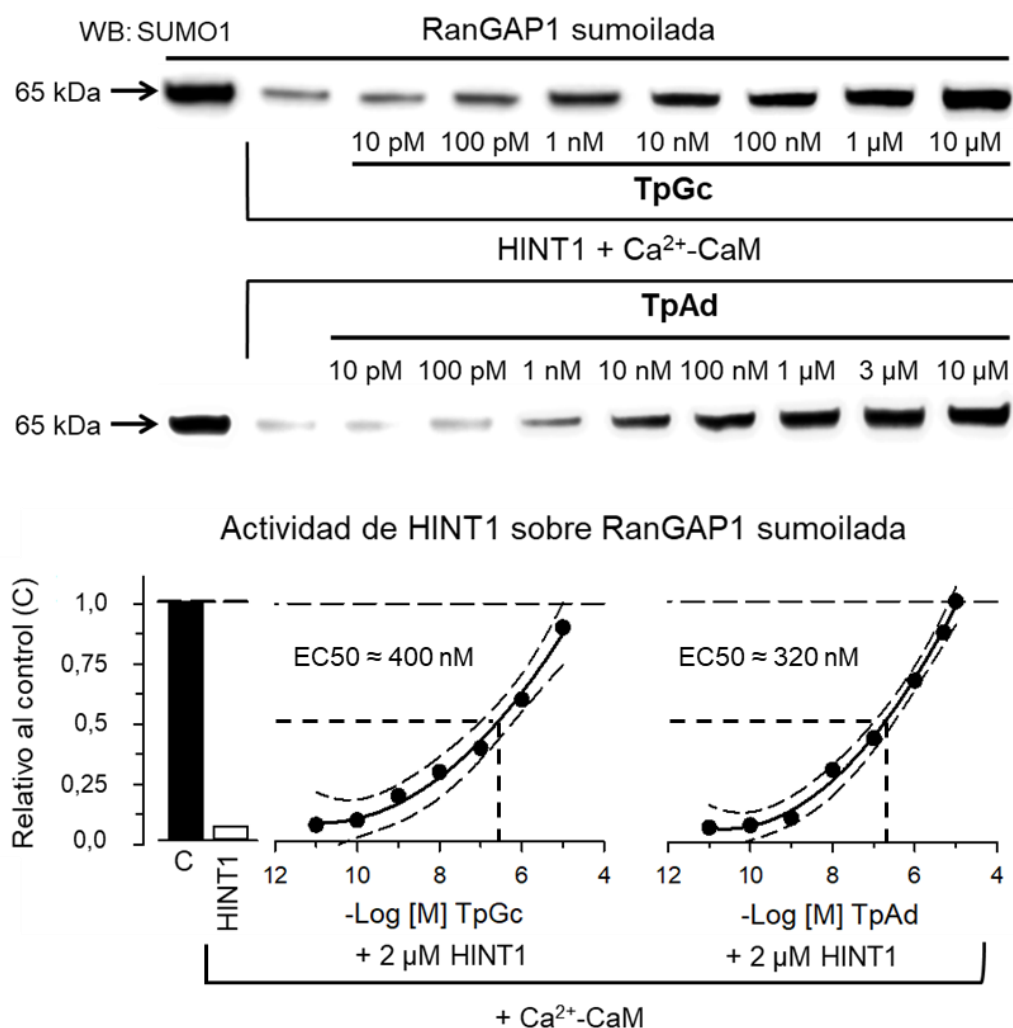 WB: SUMO1
RanGAP1 sumoilada
65 kDa
10 pM 100 pM 1 nM 10 nM 100 nM 1 µM 10 µM
TpGc
HINT1 + Ca²⁺-CaM
TpAd
10 pM 100 pM 1 nM 10 nM 100 nM 1 µM 3 µM 10 µM
65 kDa
Actividad de HINT1 sobre RanGAP1 sumoilada
Relativo al control (C)
1,0
0,75
0,5
0,25
0,0
C
HINT1
EC50 ≈ 400 nM
12 10 8 6 4
-Log [M] TpGc
+ 2 µM HINT1
EC50 ≈ 320 nM
12 10 8 6 4
-Log [M] TpAd
+ 2 µM HINT1
+ Ca²⁺-CaM